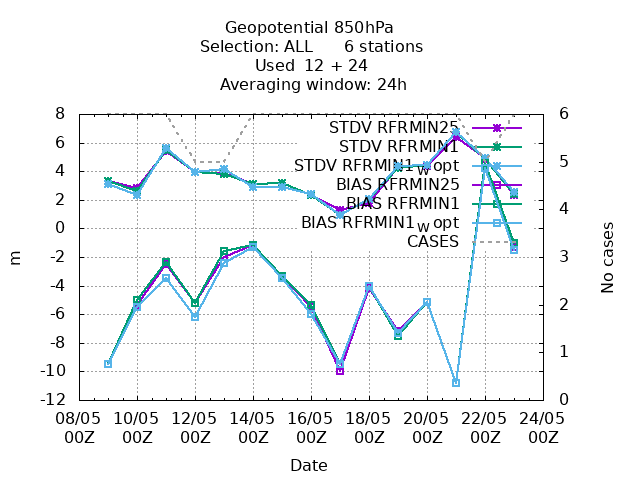 Geopotential 850hPa
Selection: ALL 6 stations
Used 12 + 24
Averaging window: 24h
8 6
STDV RFRMIN25
6
STDV RFRMIN1
4 5
STDV RFRMIN1_w opt
BIAS RFRMIN25
2 4
BIAS RFRMIN1
0
BIAS RFRMIN1_w opt
CASES
-2 3
m
No cases
-4
-6 2
-8
-10 1
-12 0
08/05 10/05 12/05 14/05 16/05 18/05 20/05 22/05 24/05
00Z 00Z 00Z 00Z 00Z 00Z 00Z 00Z 00Z
Date